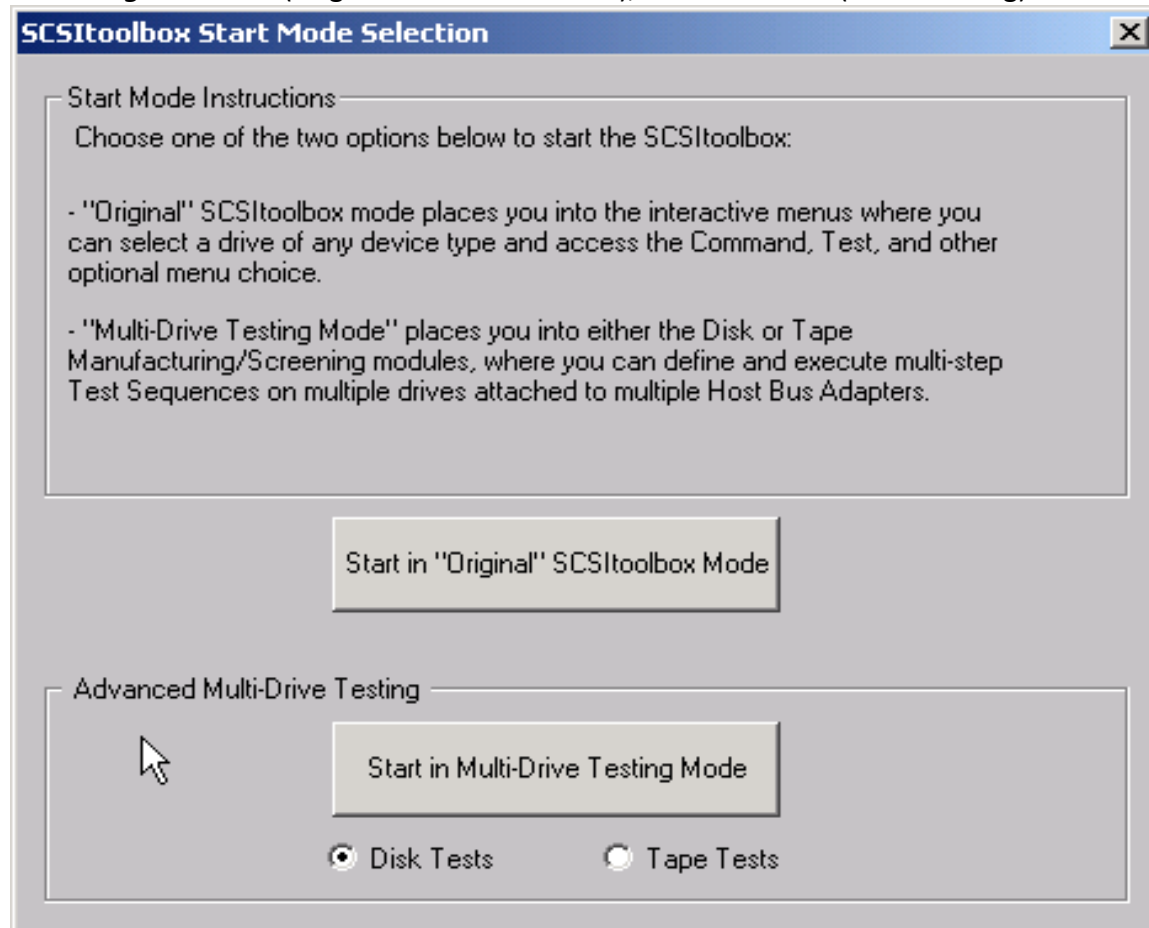 SCSItoolbox Start Mode Selection
Start Mode Instructions
Choose one of the two options below to start the SCSItoolbox:
- "Original" SCSItoolbox mode places you into the interactive menus where you
can select a drive of any device type and access the Command, Test, and other
optional menu choice.
- "Multi-Drive Testing Mode" places you into either the Disk or Tape
Manufacturing/Screening modules, where you can define and execute multi-step
Test Sequences on multiple drives attached to multiple Host Bus Adapters.
Start in "Original" SCSItoolbox Mode
Advanced Multi-Drive Testing
Start in Multi-Drive Testing Mode
Disk Tests Tape Tests